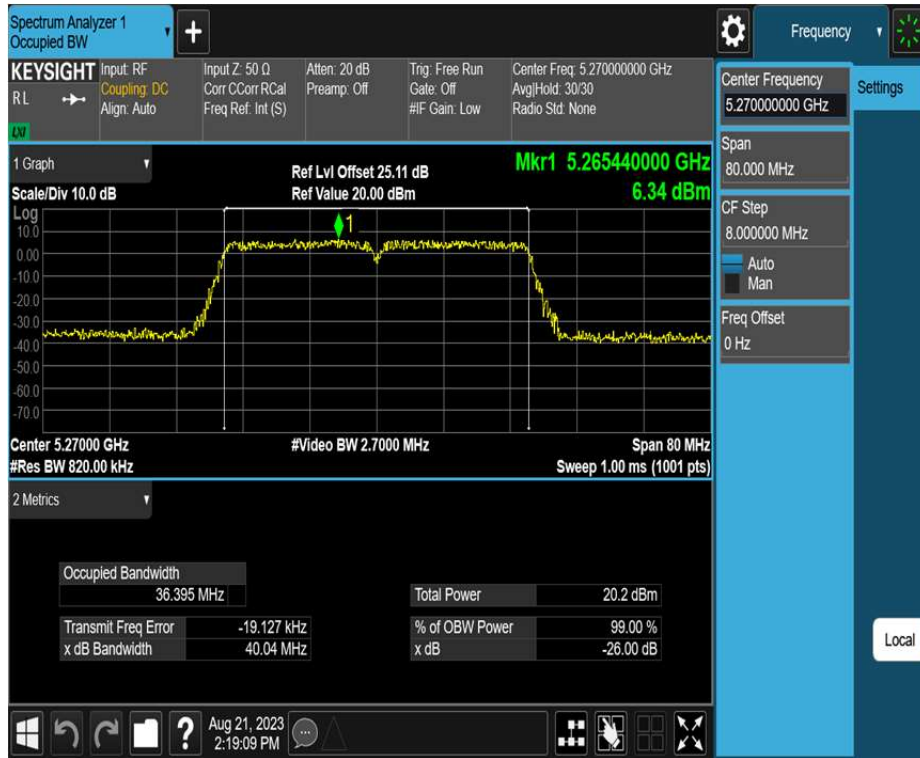 Spectrum Analyzer 1
Occupied BW
+
Frequency
KEYSIGHT
RL
LXI
Input: RF
Coupling: DC
Align: Auto
Input Z: 50 Ω
Corr CCorr RCal
Freq Ref: Int (S)
Atten: 20 dB
Preamp: Off
Trig: Free Run
Gate: Off
#IF Gain: Low
Center Freq: 5.270000000 GHz
Avg|Hold: 30/30
Radio Std: None
Center Frequency
5.270000000 GHz
Settings
Span
80.000 MHz
CF Step
8.000000 MHz
Auto
Man
Freq Offset
0 Hz
1 Graph
Scale/Div 10.0 dB
Ref Lvl Offset 25.11 dB
Ref Value 20.00 dBm
Mkr1 5.265440000 GHz
6.34 dBm
Log
1
10.0
0.00
-10.0
-20.0
-30.0
-40.0
-50.0
-60.0
-70.0
Center 5.27000 GHz
#Video BW 2.7000 MHz
Span 80 MHz
#Res BW 820.00 kHz
Sweep 1.00 ms (1001 pts)
2 Metrics
Occupied Bandwidth
36.395 MHz
Total Power 20.2 dBm
Transmit Freq Error -19.127 kHz
% of OBW Power 99.00 %
x dB Bandwidth 40.04 MHz
x dB -26.00 dB
Local
?
Aug 21, 2023
2:19:09 PM